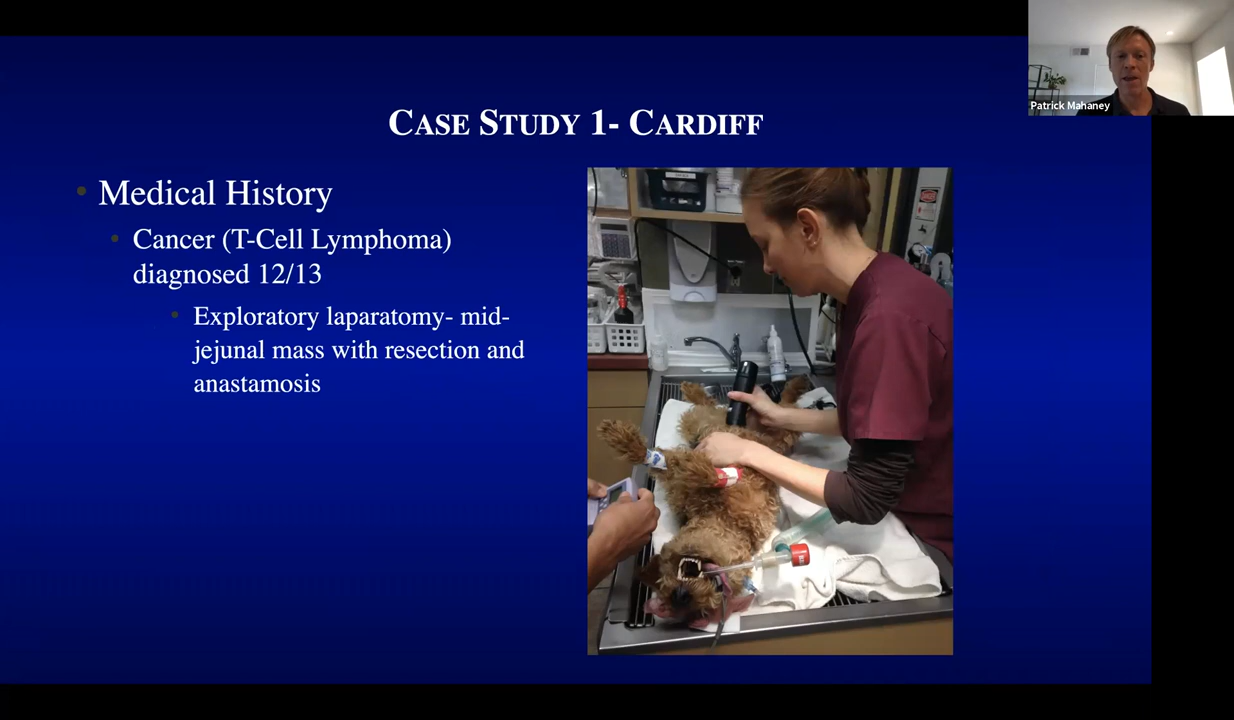 Patrick Mahaney
CASE STUDY 1- CARDIFF
• Medical History
• Cancer (T-Cell Lymphoma)
diagnosed 12/13
• Exploratory laparatomy- mid-
jejunal mass with resection and
anastamosis